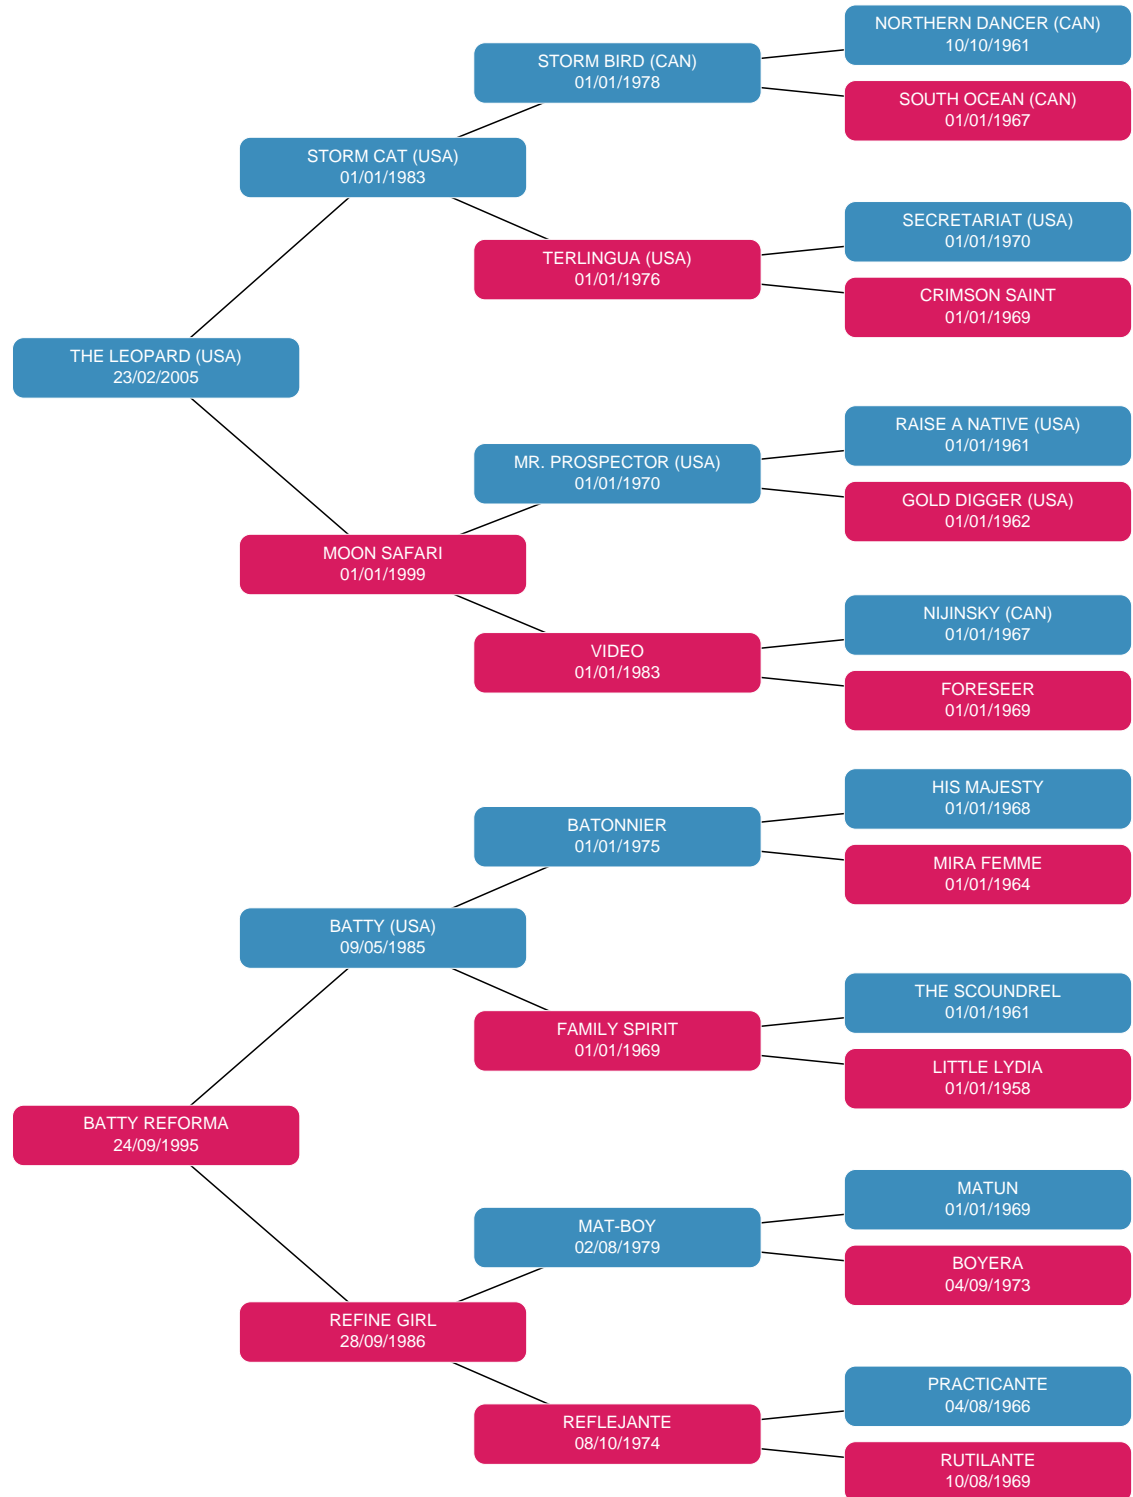 NORTHERN DANCER (CAN)
10/10/1961
STORM BIRD (CAN)
01/01/1978
SOUTH OCEAN (CAN)
01/01/1967
STORM CAT (USA)
01/01/1983
SECRETARIAT (USA)
01/01/1970
TERLINGUA (USA)
01/01/1976
CRIMSON SAINT
01/01/1969
THE LEOPARD (USA)
23/02/2005
RAISE A NATIVE (USA)
01/01/1961
MR. PROSPECTOR (USA)
01/01/1970
GOLD DIGGER (USA)
01/01/1962
MOON SAFARI
01/01/1999
NIJINSKY (CAN)
01/01/1967
VIDEO
01/01/1983
FORESEER
01/01/1969
HIS MAJESTY
01/01/1968
BATONNIER
01/01/1975
MIRA FEMME
01/01/1964
BATTY (USA)
09/05/1985
THE SCOUNDREL
01/01/1961
FAMILY SPIRIT
01/01/1969
LITTLE LYDIA
01/01/1958
BATTY REFORMA
24/09/1995
MATUN
01/01/1969
MAT-BOY
02/08/1979
BOYERA
04/09/1973
REFINE GIRL
28/09/1986
PRACTICANTE
04/08/1966
REFLEJANTE
08/10/1974
RUTILANTE
10/08/1969